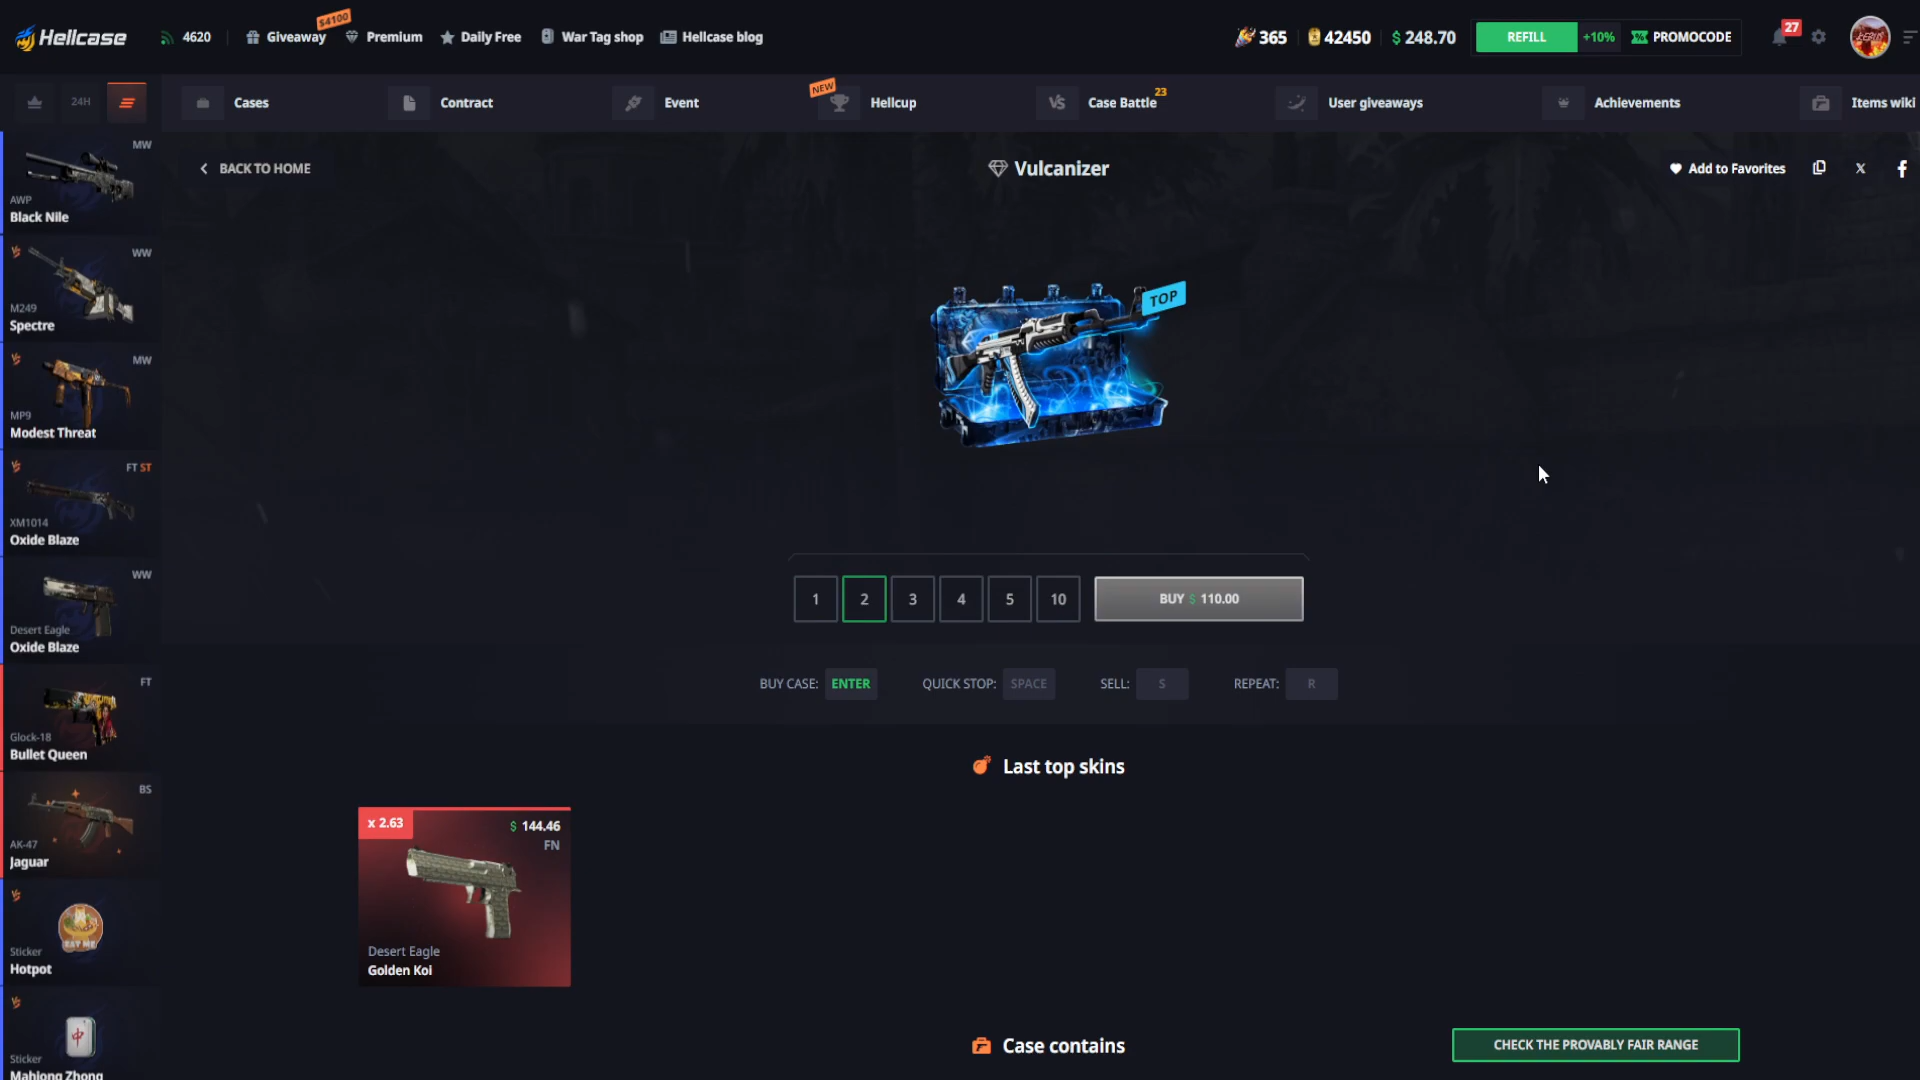 Hellcase
4620
Giveaway
$4100
Premium
Daily Free
War Tag shop
Hellcase blog
365
42450
$ 248.70
REFILL
+10%
PROMOCODE
27
24H
Cases
Contract
Event
NEW
Hellcup
VS
Case Battle
23
User giveaways
Achievements
Items wiki
BACK TO HOME
Vulcanizer
Add to Favorites
TOP
1
2
3
4
5
10
BUY $ 110.00
BUY CASE: ENTER
QUICK STOP: SPACE
SELL: S
REPEAT: R
Last top skins
x 2.63
$ 144.46
FN
Desert Eagle
Golden Koi
Case contains
CHECK THE PROVABLY FAIR RANGE
MW
AWP
Black Nile
WW
M249
Spectre
MW
MP9
Modest Threat
FT ST
XM1014
Oxide Blaze
WW
Desert Eagle
Oxide Blaze
FT
Glock-18
Bullet Queen
BS
AK-47
Jaguar
EAT ME
Sticker
Hotpot
中
Sticker
Mahjong Zhong